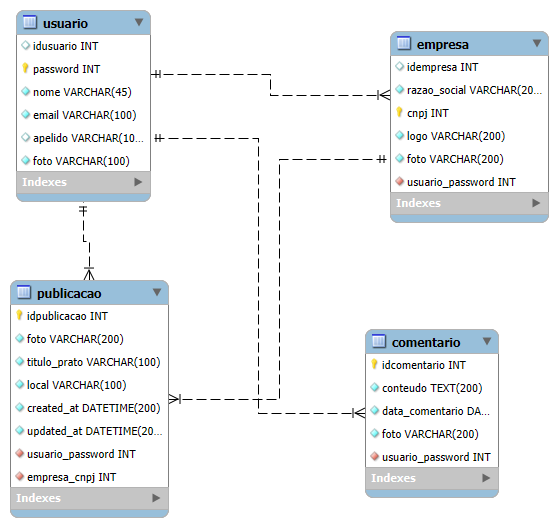 usuario
idusuario INT
password INT
nome VARCHAR(45)
email VARCHAR(100)
apelido VARCHAR(10...
foto VARCHAR(100)
Indexes
empresa
idempresa INT
razao_social VARCHAR(20...
cnpj INT
logo VARCHAR(200)
foto VARCHAR(200)
usuario_password INT
Indexes
publicacao
idpublicacao INT
foto VARCHAR(200)
titulo_prato VARCHAR(100)
local VARCHAR(100)
created_at DATETIME(200)
updated_at DATETIME(20...
usuario_password INT
empresa_cnpj INT
Indexes
comentario
idcomentario INT
conteudo TEXT(200)
data_comentario DA...
foto VARCHAR(200)
usuario_password INT
Indexes